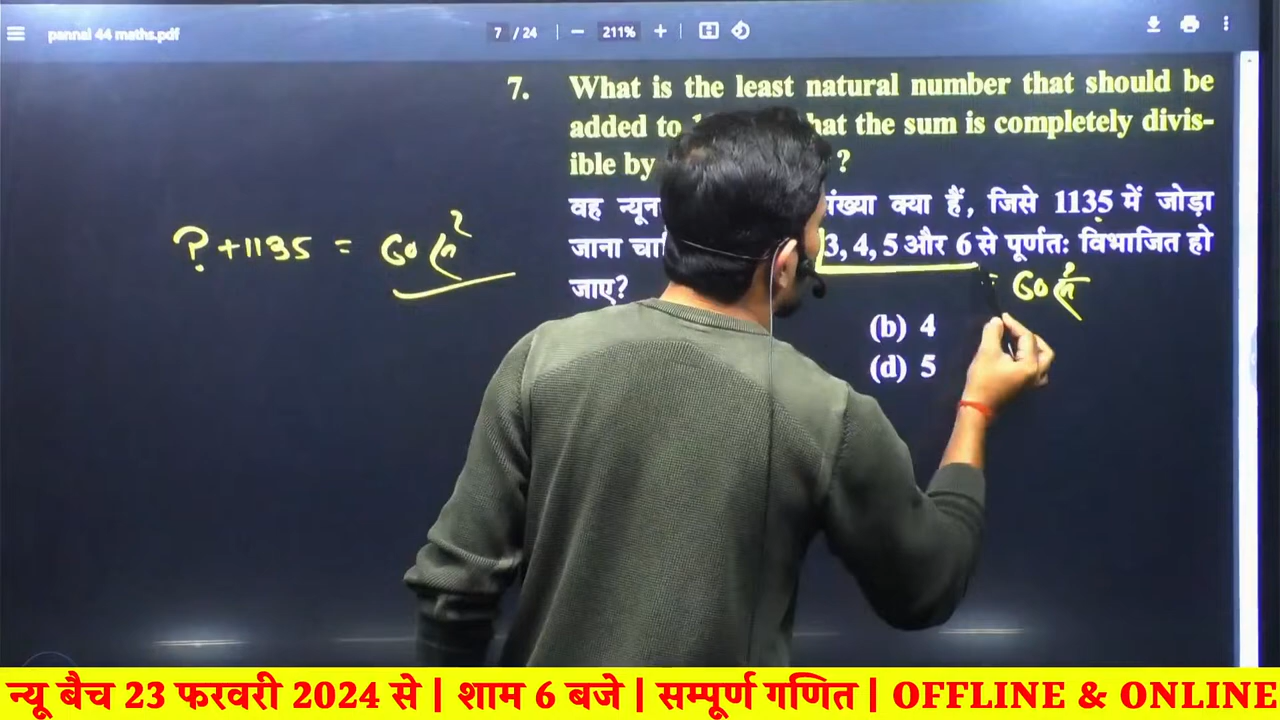 pannal 44 maths.pdf 7 / 24 211%
7. What is the least natural number that should be
added to hat the sum is completely divis-
ible by ?
वह न्यून ंख्या क्या हैं, जिसे 1135 में जोड़ा
जाना चा 3, 4, 5 और 6 से पूर्णतः विभाजित हो
जाए?
? + 1135 = 60
= 60
(b) 4
(d) 5
न्यू बैच 23 फरवरी 2024 से | शाम 6 बजे | सम्पूर्ण गणित | OFFLINE & ONLINE